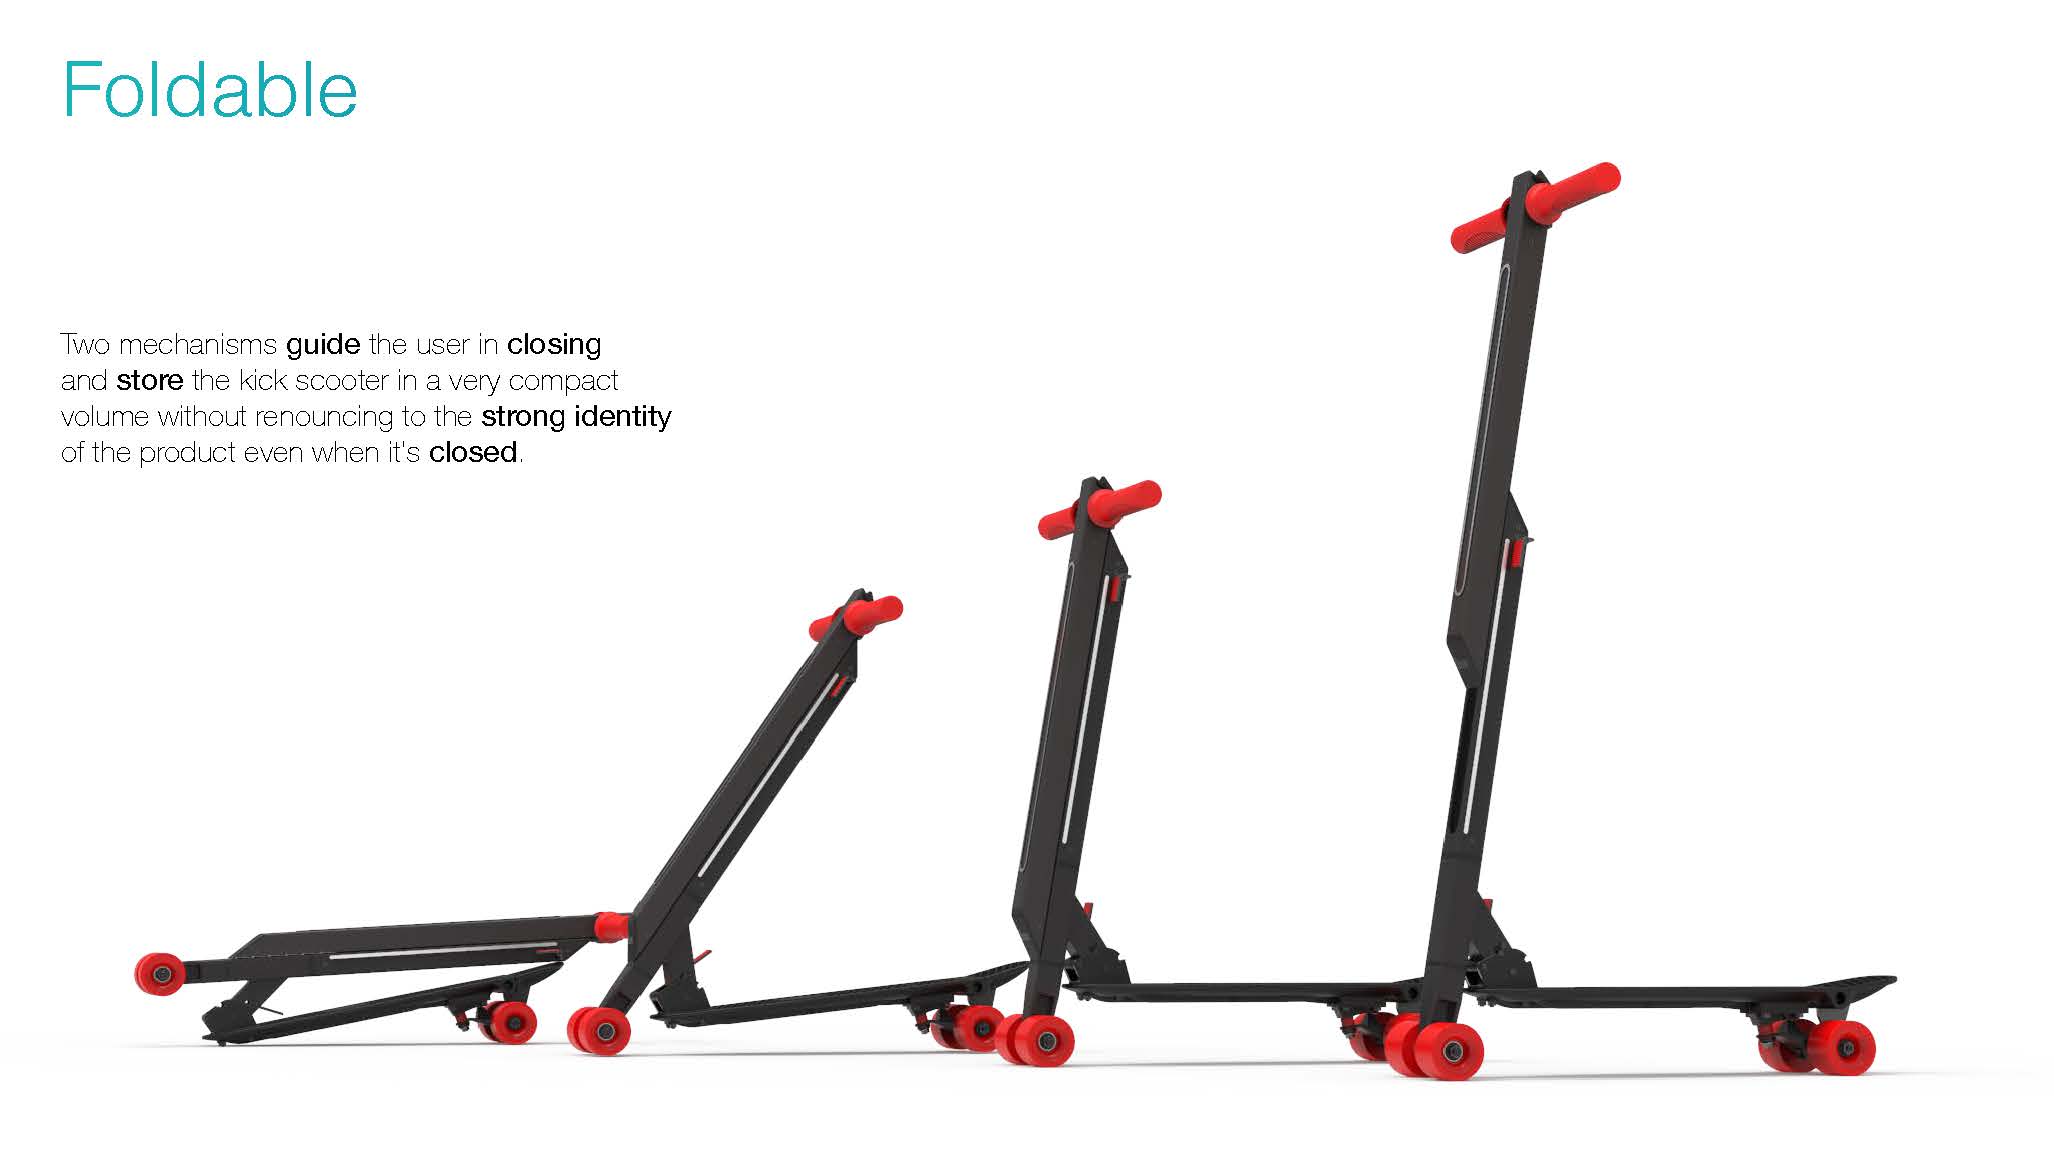 Foldable
Two mechanisms guide the user in closing
and store the kick scooter in a very compact
volume without renouncing to the strong identity
of the product even when it's closed.